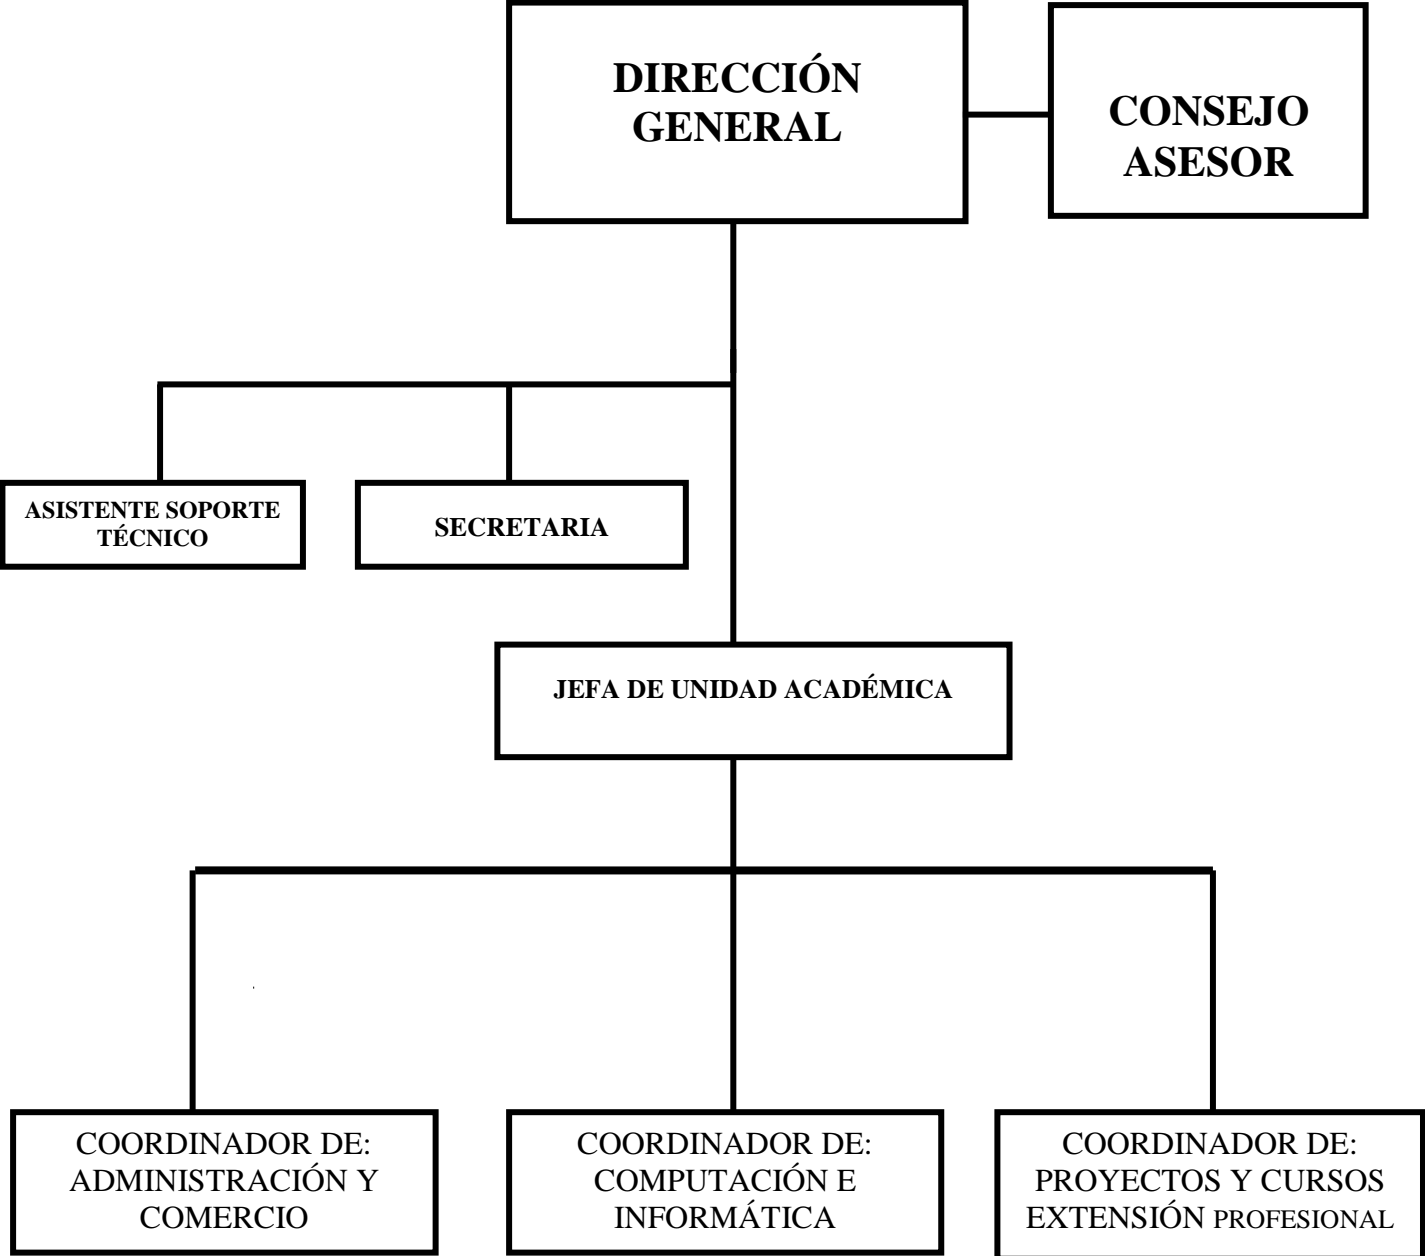 DIRECCIÓN
GENERAL
CONSEJO
ASESOR
ASISTENTE SOPORTE
TÉCNICO
SECRETARIA
JEFA DE UNIDAD ACADÉMICA
COORDINADOR DE:
ADMINISTRACIÓN Y
COMERCIO
COORDINADOR DE:
COMPUTACIÓN E
INFORMÁTICA
COORDINADOR DE:
PROYECTOS Y CURSOS
EXTENSIÓN PROFESIONAL